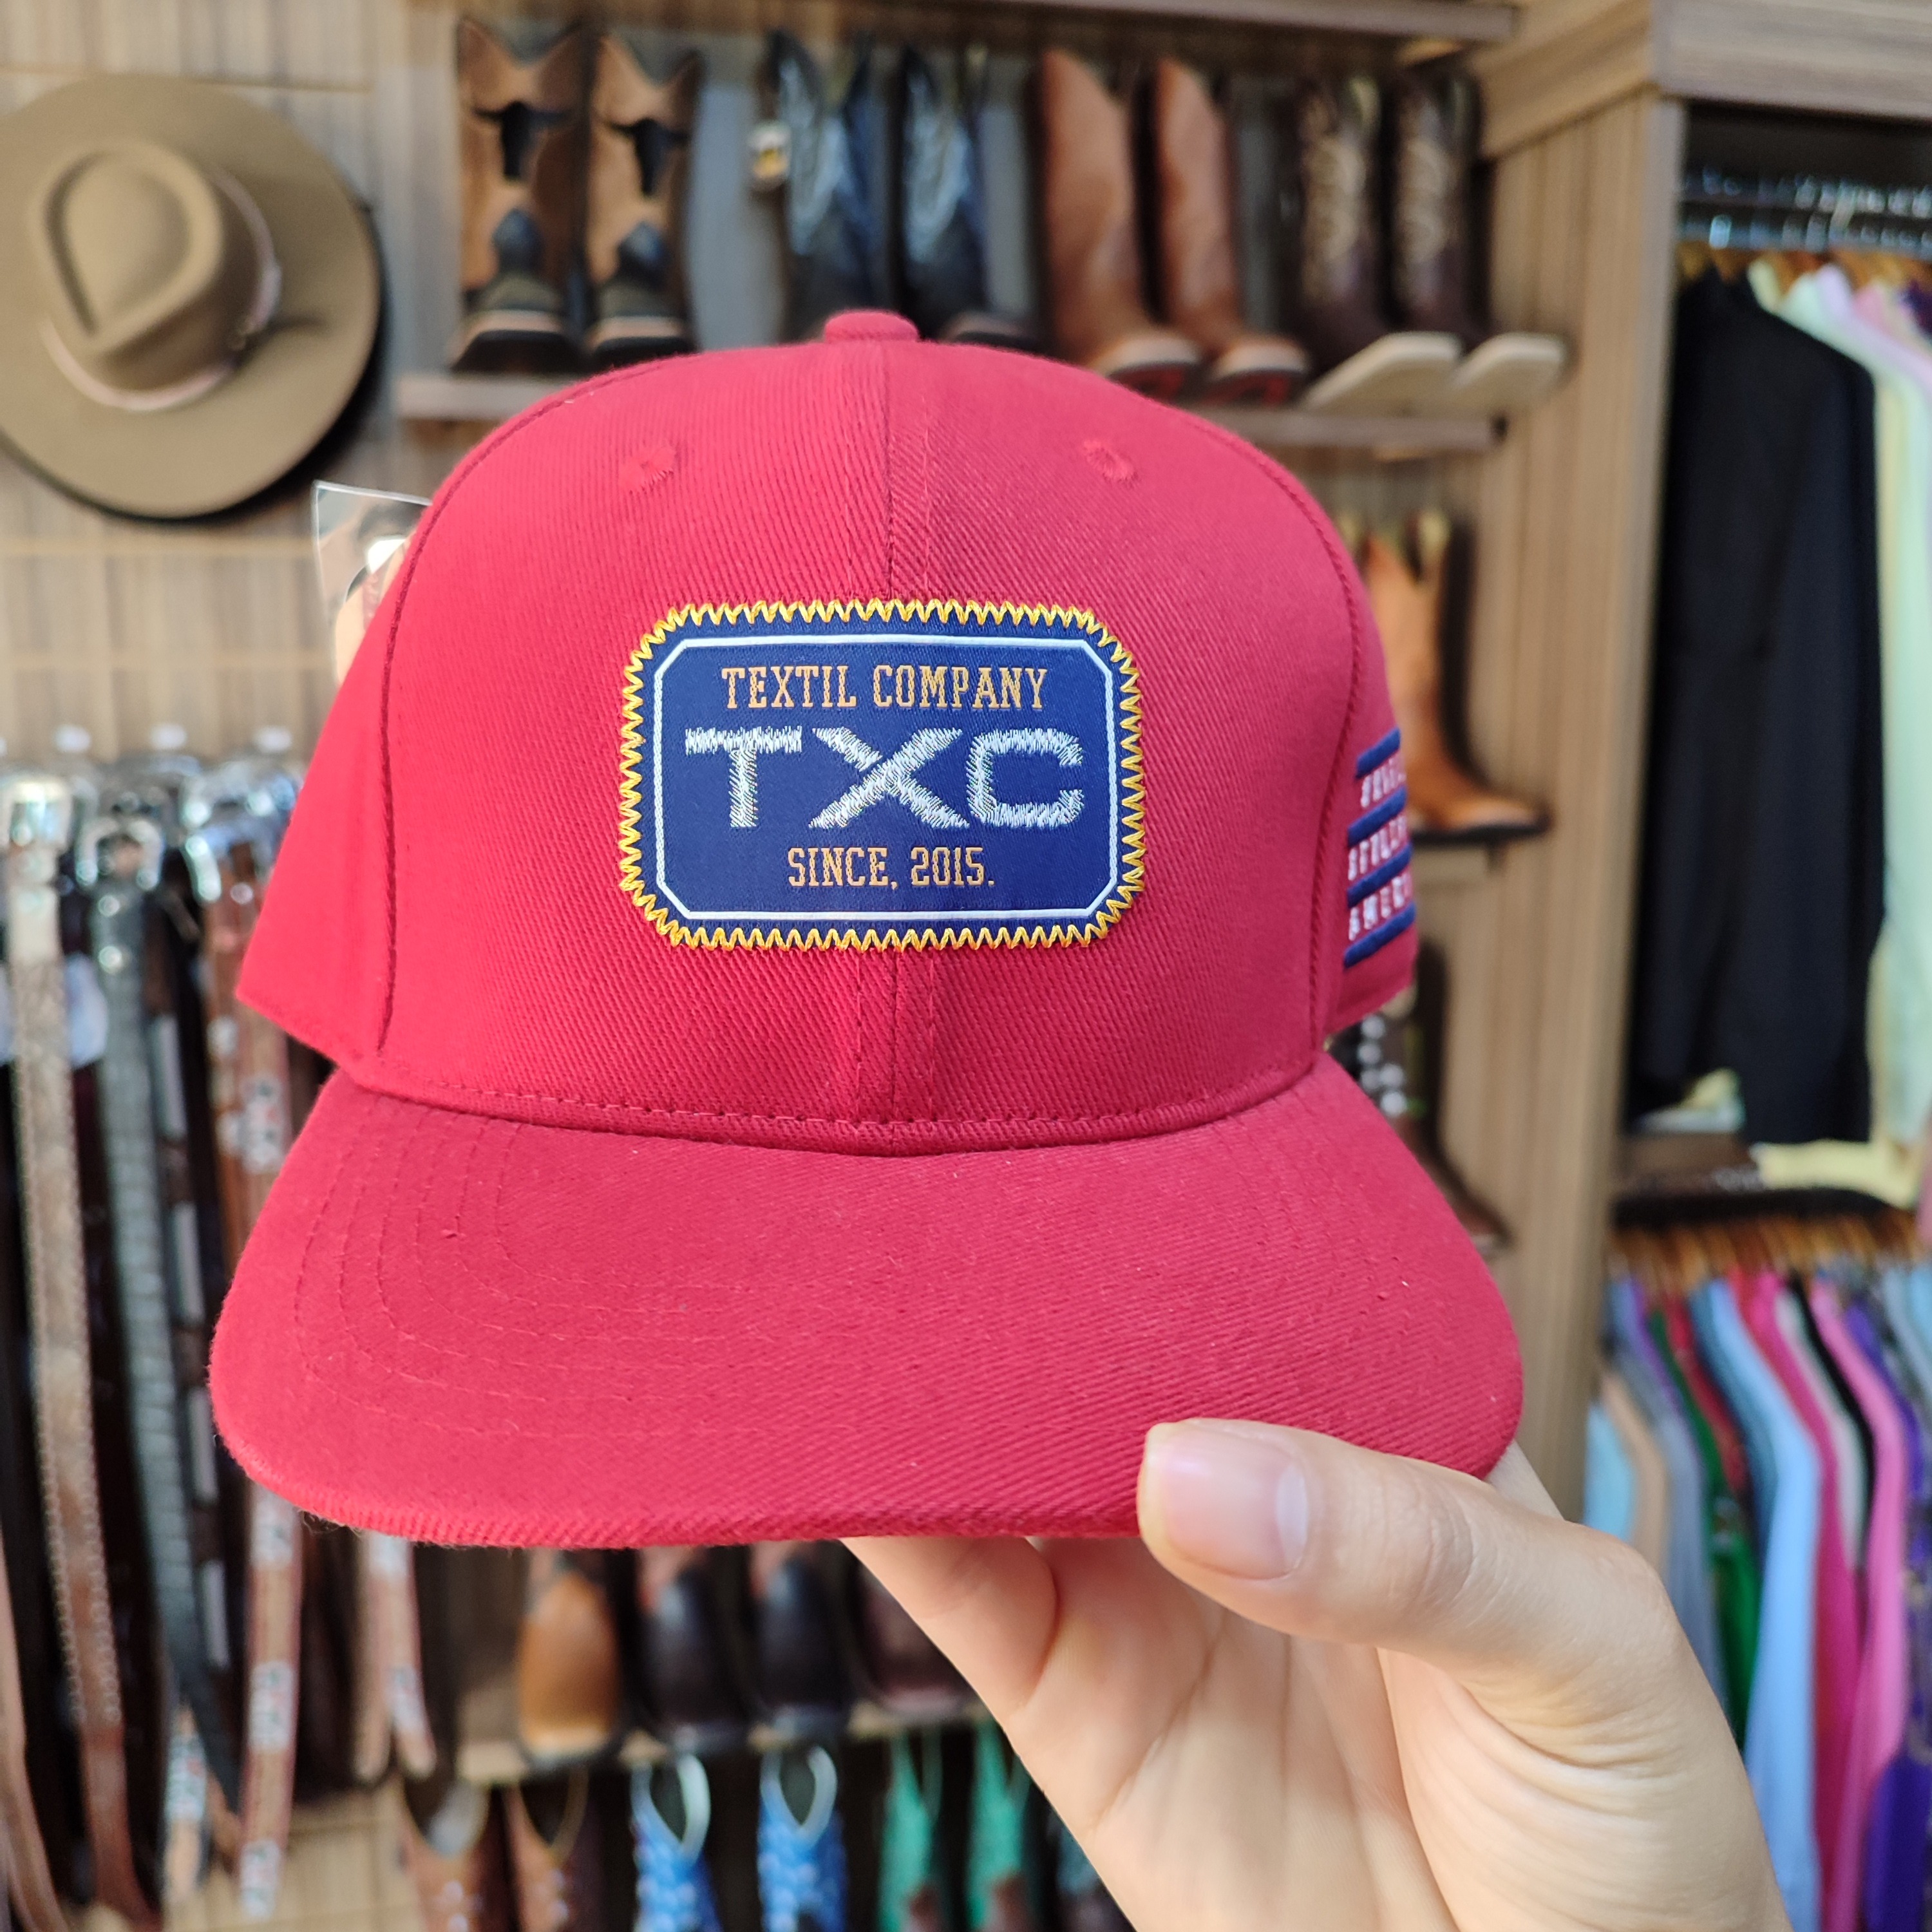 TEXTIL COMPANY
TXC
SINCE, 2015.